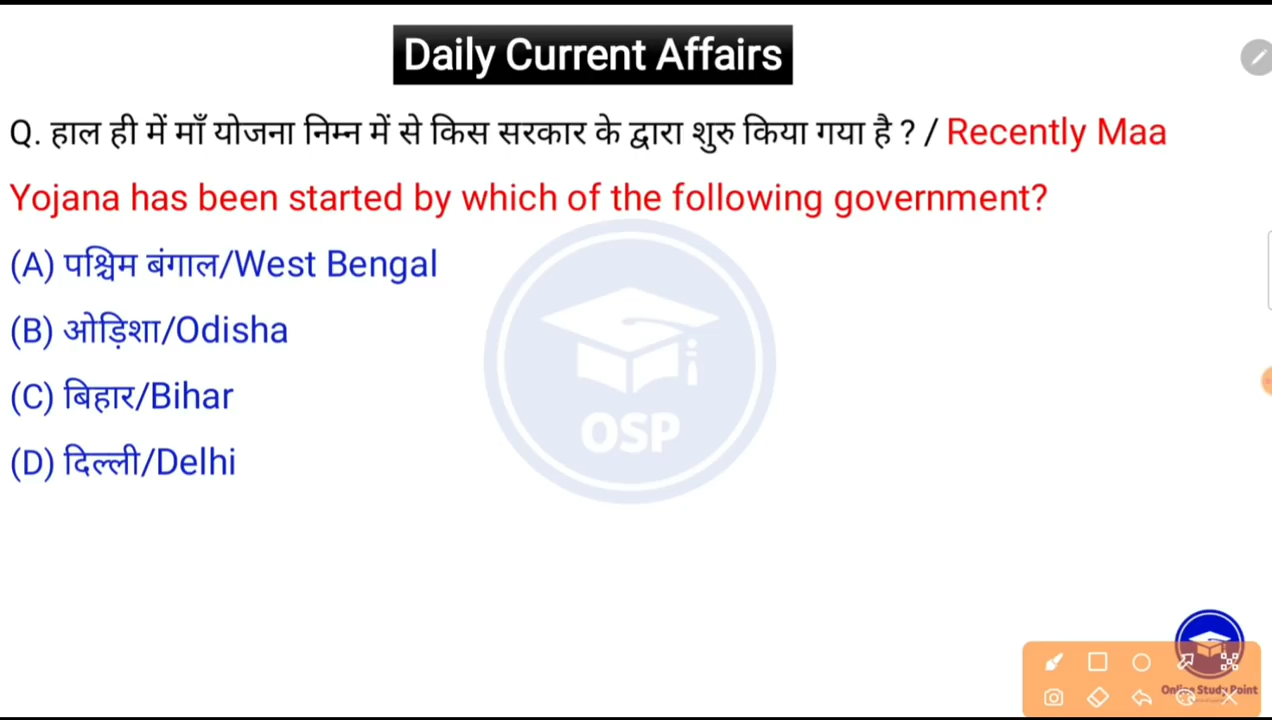 Daily Current Affairs
Q. हाल ही में माँ योजना निम्न में से किस सरकार के द्वारा शुरु किया गया है ? / Recently Maa
Yojana has been started by which of the following government?
(A) पश्चिम बंगाल/West Bengal
(B) ओड़िशा/Odisha
(C) बिहार/Bihar
(D) दिल्ली/Delhi
OSP
Online Study Point